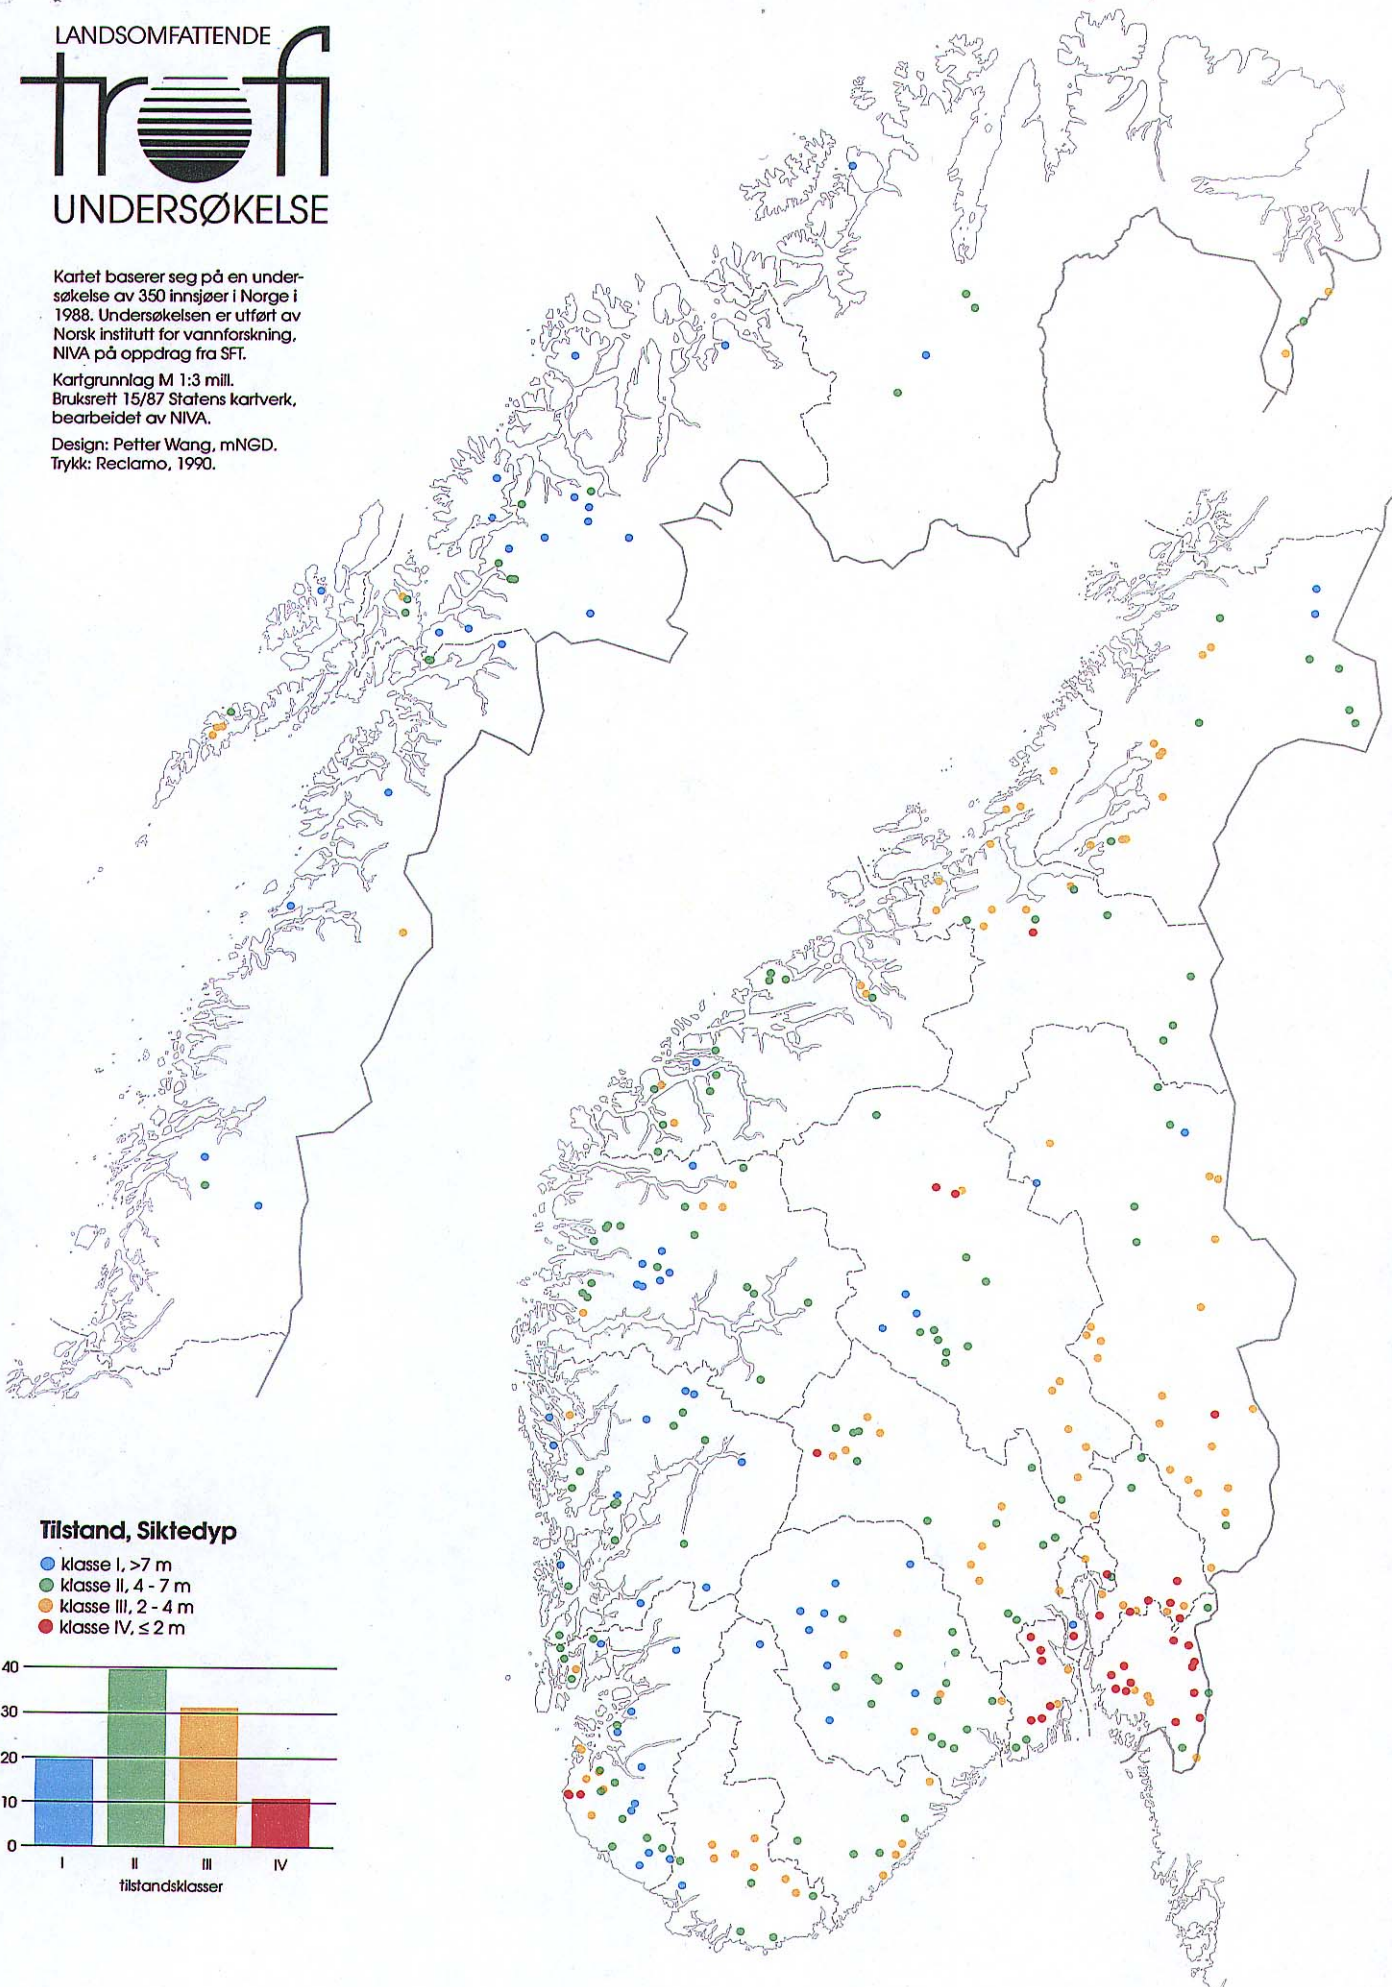 LANDSOMFATTENDE
trofi
UNDERSØKELSE
Kartet baserer seg på en under-
søkelse av 350 innsjøer i Norge i
1988. Undersøkelsen er utført av
Norsk institutt for vannforskning,
NIVA på oppdrag fra SFT.
Kartgrunnlag M 1:3 mill.
Bruksrett 15/87 Statens kartverk,
bearbeidet av NIVA.
Design: Petter Wang, mNGD.
Trykk: Reclamo, 1990.
Tilstand, Siktedyp
klasse I, >7 m
klasse II, 4 - 7 m
klasse III, 2 - 4 m
klasse IV, ≤ 2 m
40
30
20
10
0
I II III IV
tilstandsklasser